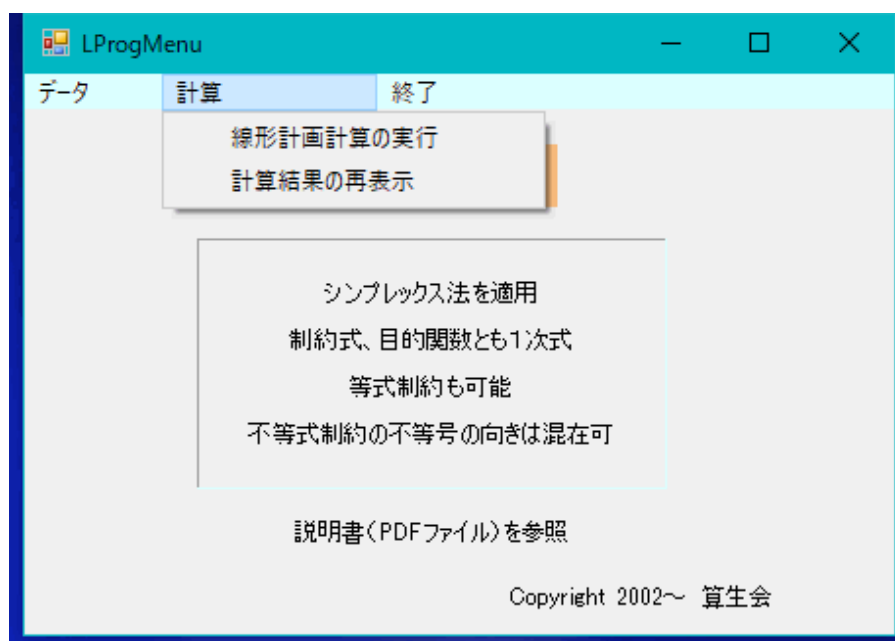 LProgMenu
データ 計算 終了
線形計画計算の実行
計算結果の再表示
シンプレックス法を適用
制約式、目的関数とも1次式
等式制約も可能
不等式制約の不等号の向きは混在可
説明書(PDFファイル)を参照
Copyright 2002～ 算生会